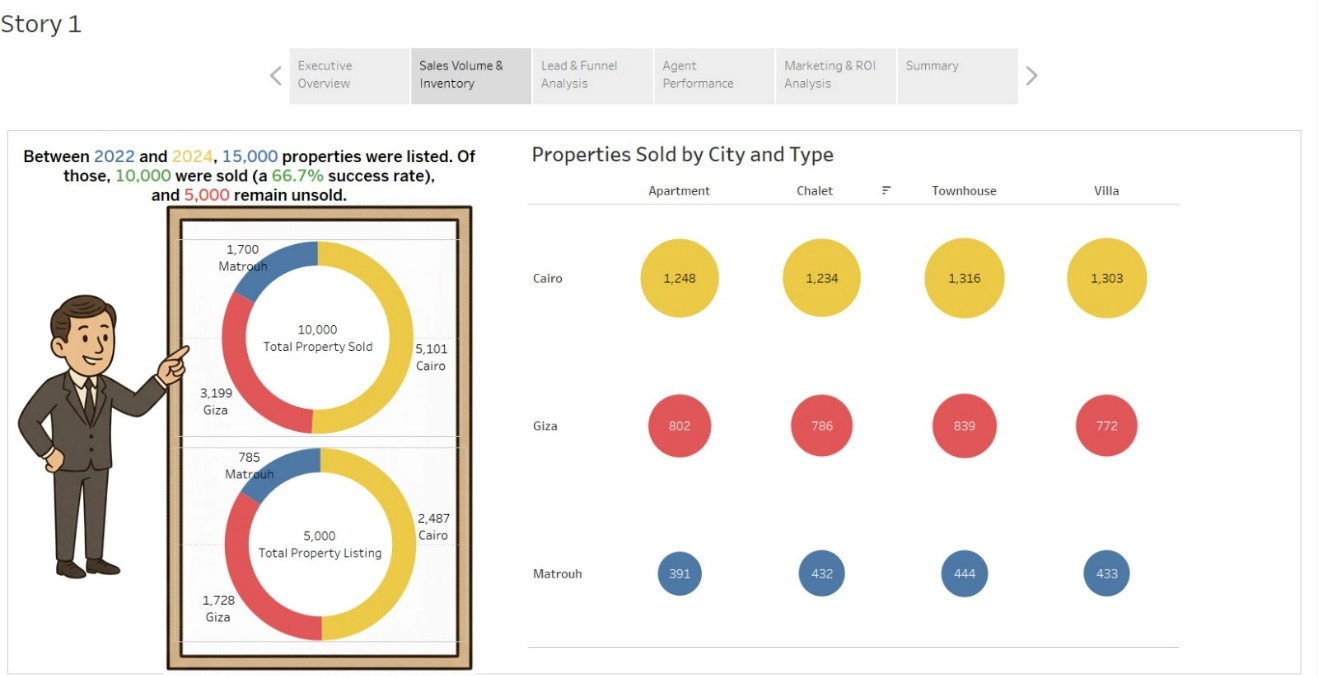 Story 1
Executive
Overview
Sales Volume &
Inventory
Lead & Funnel
Analysis
Agent
Performance
Marketing & ROI
Analysis
Summary
Between 2022 and 2024, 15,000 properties were listed. Of
those, 10,000 were sold (a 66.7% success rate),
and 5,000 remain unsold.
1,700
Matrouh
10,000
Total Property Sold
5,101
Cairo
3,199
Giza
785
Matrouh
2,487
Cairo
5,000
Total Property Listing
1,728
Giza
Properties Sold by City and Type
Apartment Chalet Townhouse Villa
Cairo 1,248 1,234 1,316 1,303
Giza 802 786 839 772
Matrouh 391 432 444 433